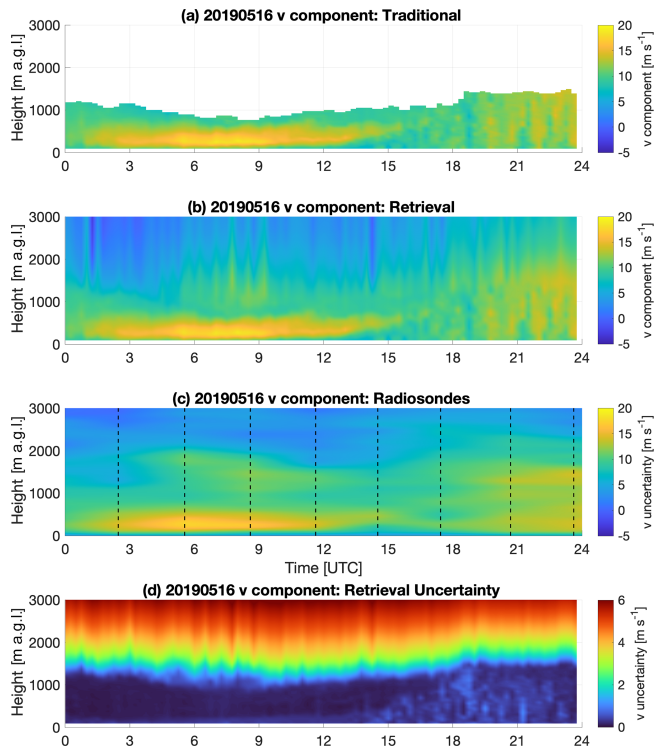 (a) 20190516 v component: Traditional
3000
2000
1000
0
Height [m a.g.l.]
0 3 6 9 12 15 18 21 24
20
15
10
5
0
-5
v component [m s⁻¹]
(b) 20190516 v component: Retrieval
3000
2000
1000
0
Height [m a.g.l.]
0 3 6 9 12 15 18 21 24
20
15
10
5
0
-5
v component [m s⁻¹]
(c) 20190516 v component: Radiosondes
3000
2000
1000
0
Height [m a.g.l.]
0 3 6 9 12 15 18 21 24
Time [UTC]
20
15
10
5
0
-5
v uncertainty [m s⁻¹]
(d) 20190516 v component: Retrieval Uncertainty
3000
2000
1000
0
Height [m a.g.l.]
0 3 6 9 12 15 18 21 24
6
4
2
0
v uncertainty [m s⁻¹]